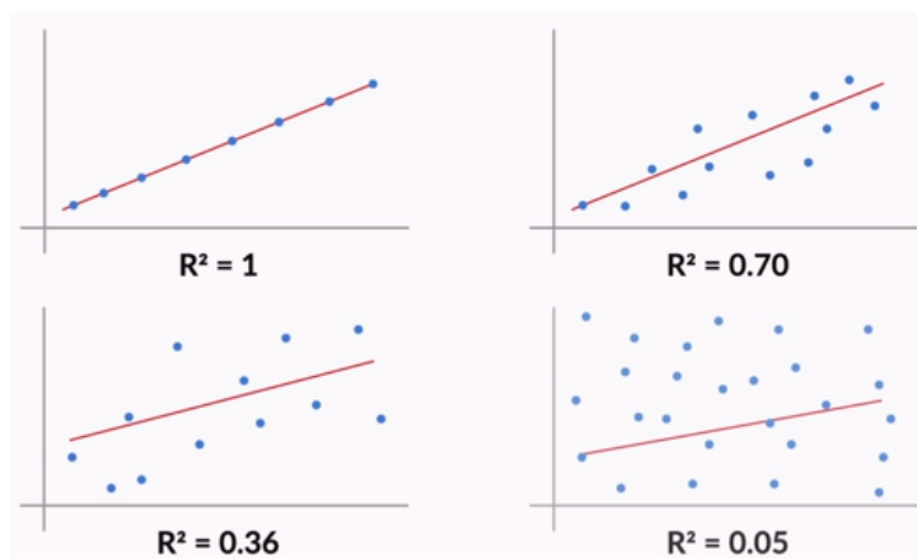 R² = 1
R² = 0.70
R² = 0.36
R² = 0.05